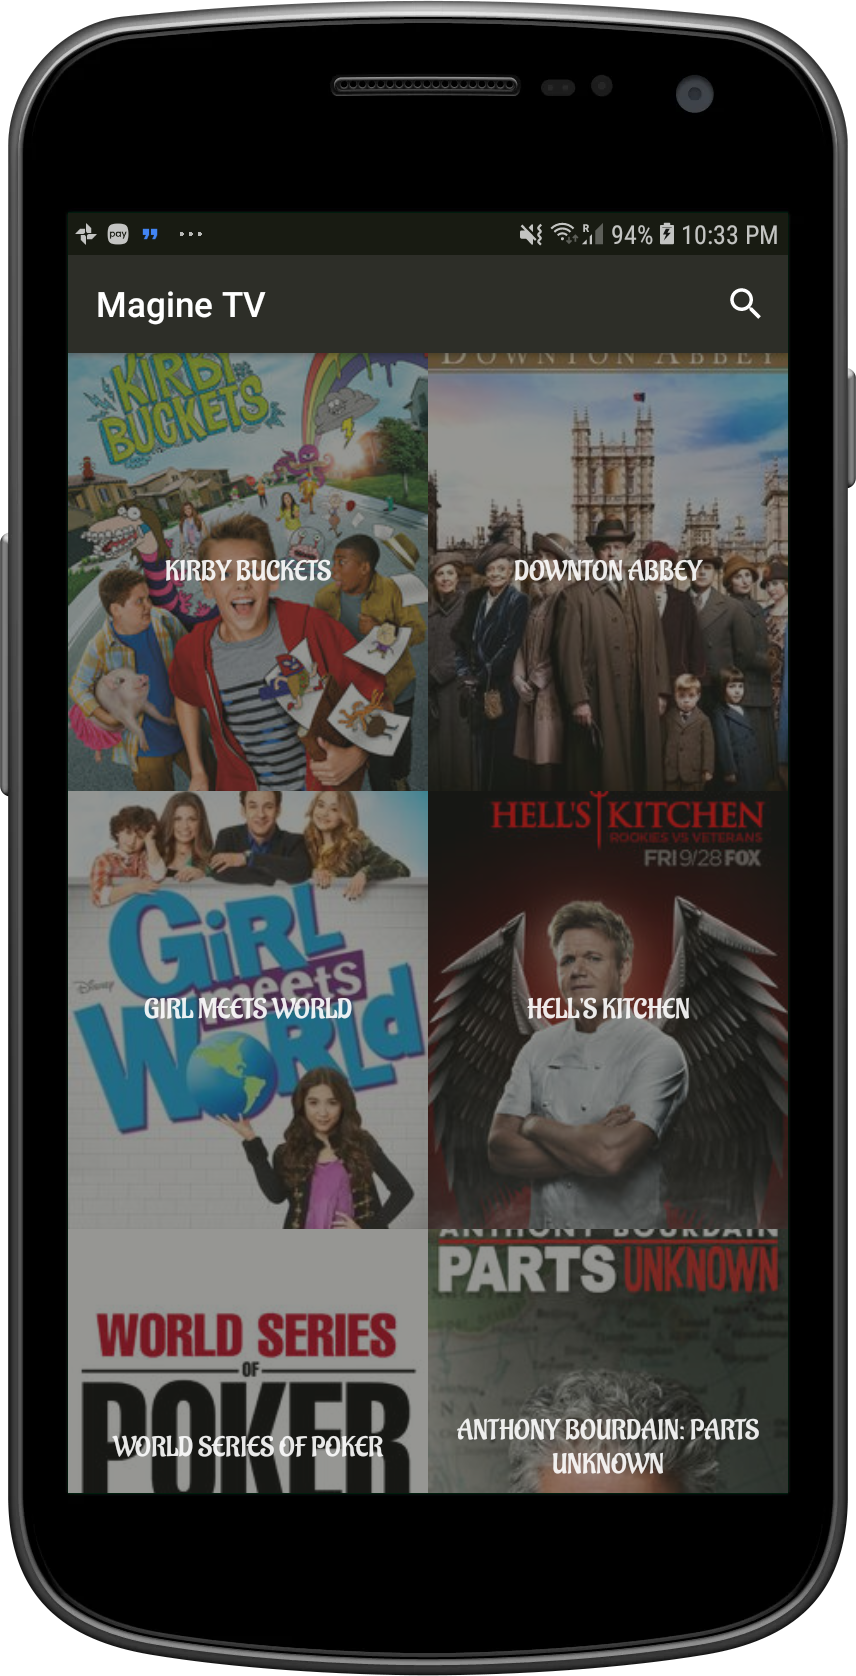 pay
94% 10:33 PM
Magine TV
KIRBY
BUCKETS
KIRBY BUCKETS
DOWNTON ABBEY
DOWNTON ABBEY
GIRL
meets
Disney
WORLD
GIRL MEETS WORLD
HELL'S KITCHEN
ROOKIES VS VETERANS
FRI 9/28 FOX
HELL'S KITCHEN
WORLD SERIES
OF
POKER
WORLD SERIES OF POKER
ANTHONY BOURDAIN
PARTS UNKNOWN
ANTHONY BOURDAIN: PARTS
UNKNOWN